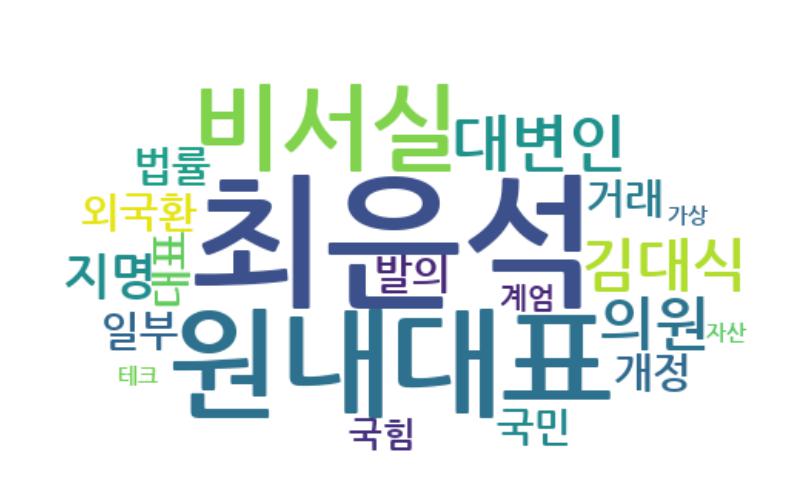 비서실
대변인
법률
최은석
거래
가상
외국환
김대식
지명
대표
발의
계엄
의원
자산
일부
원내대표
개정
테크
국힘
국민